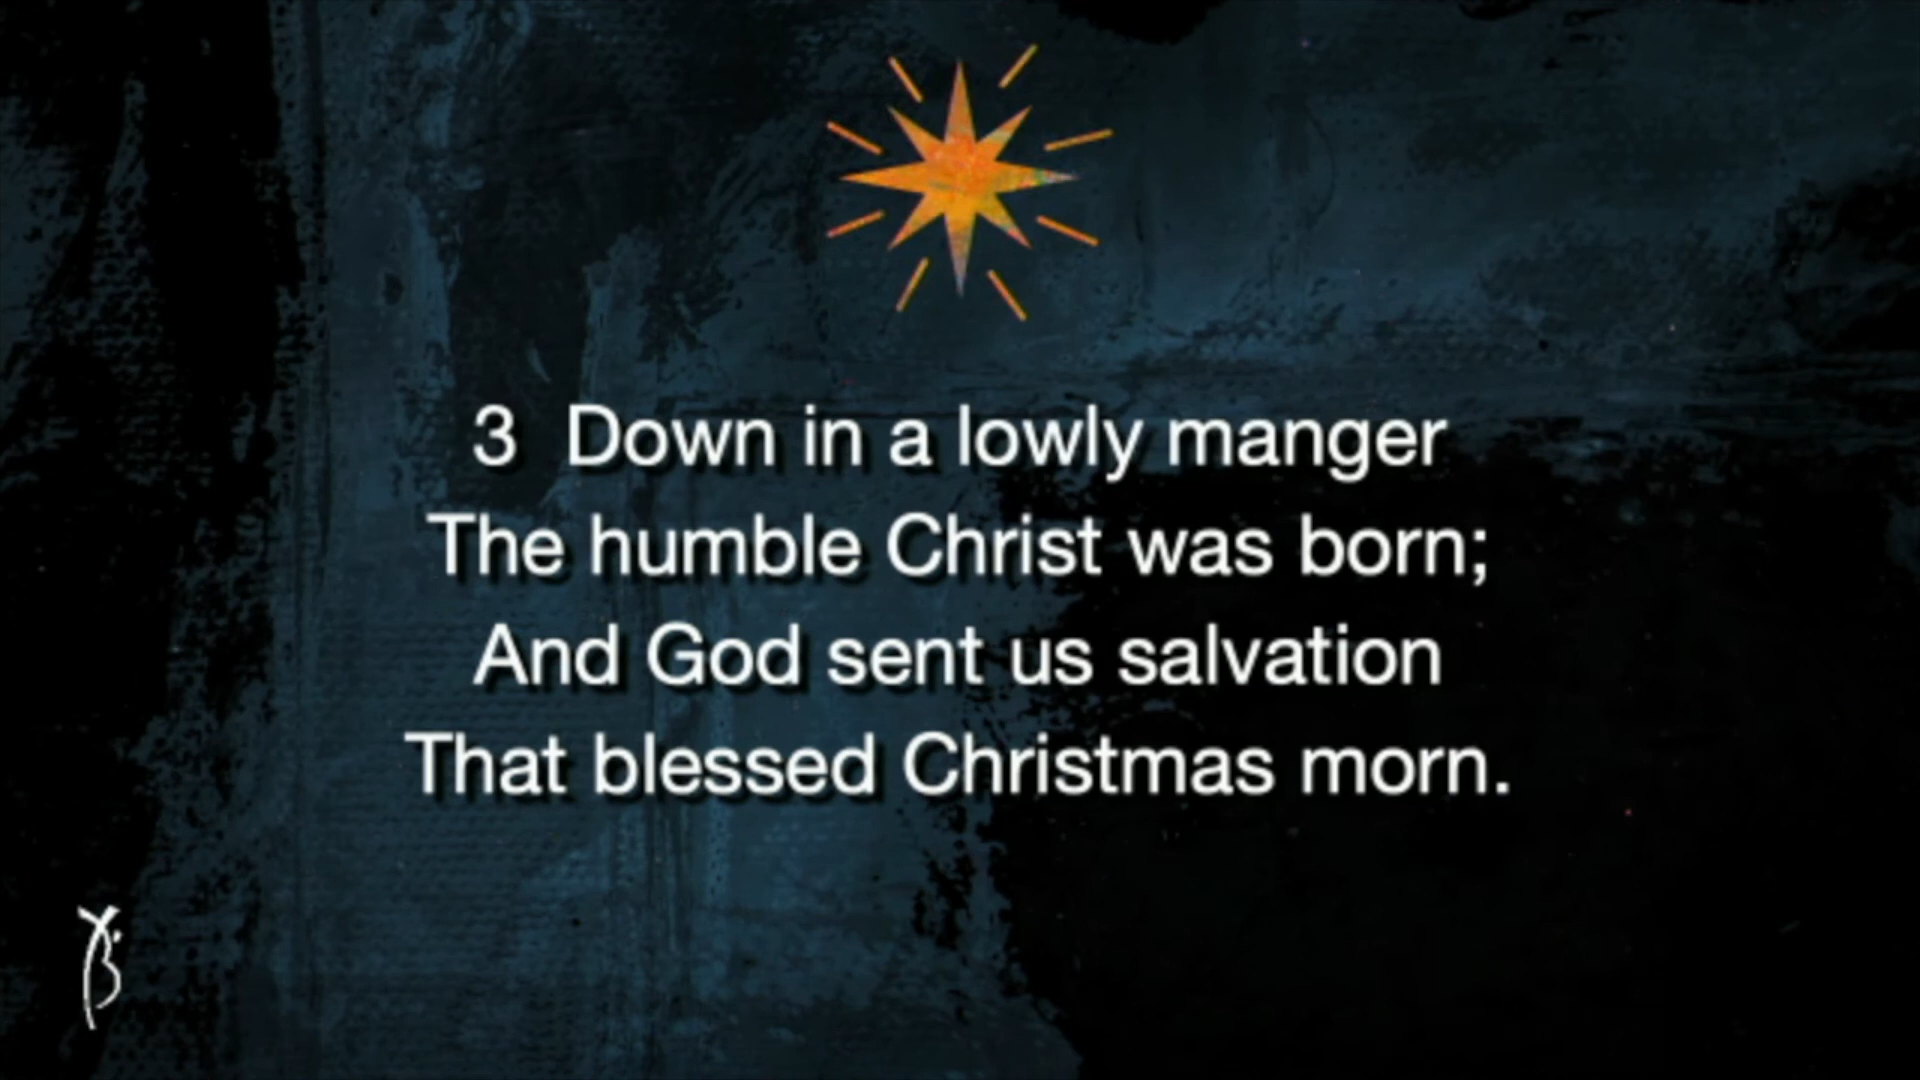 3 Down in a lowly manger
The humble Christ was born;
And God sent us salvation
That blessed Christmas morn.